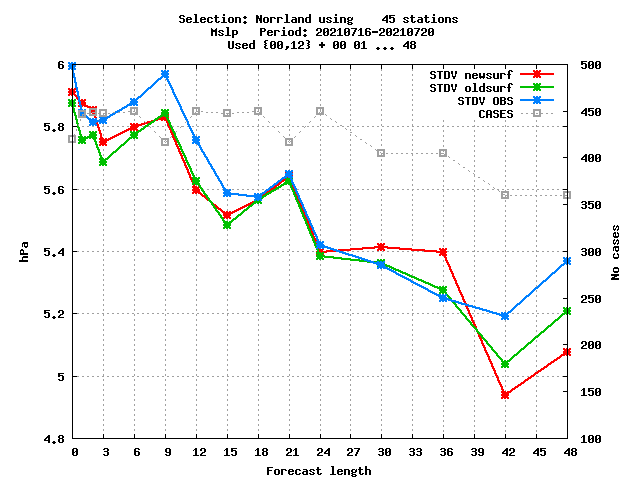 Selection: Norrland using    45 stations
Mslp   Period: 20210716-20210720
Used {00,12} + 00 01 ... 48
STDV newsurf
STDV oldsurf
STDV OBS
CASES
6
5.8
5.6
5.4
5.2
5
4.8
hPa
500
450
400
350
300
250
200
150
100
No cases
0 3 6 9 12 15 18 21 24 27 30 33 36 39 42 45 48
Forecast length